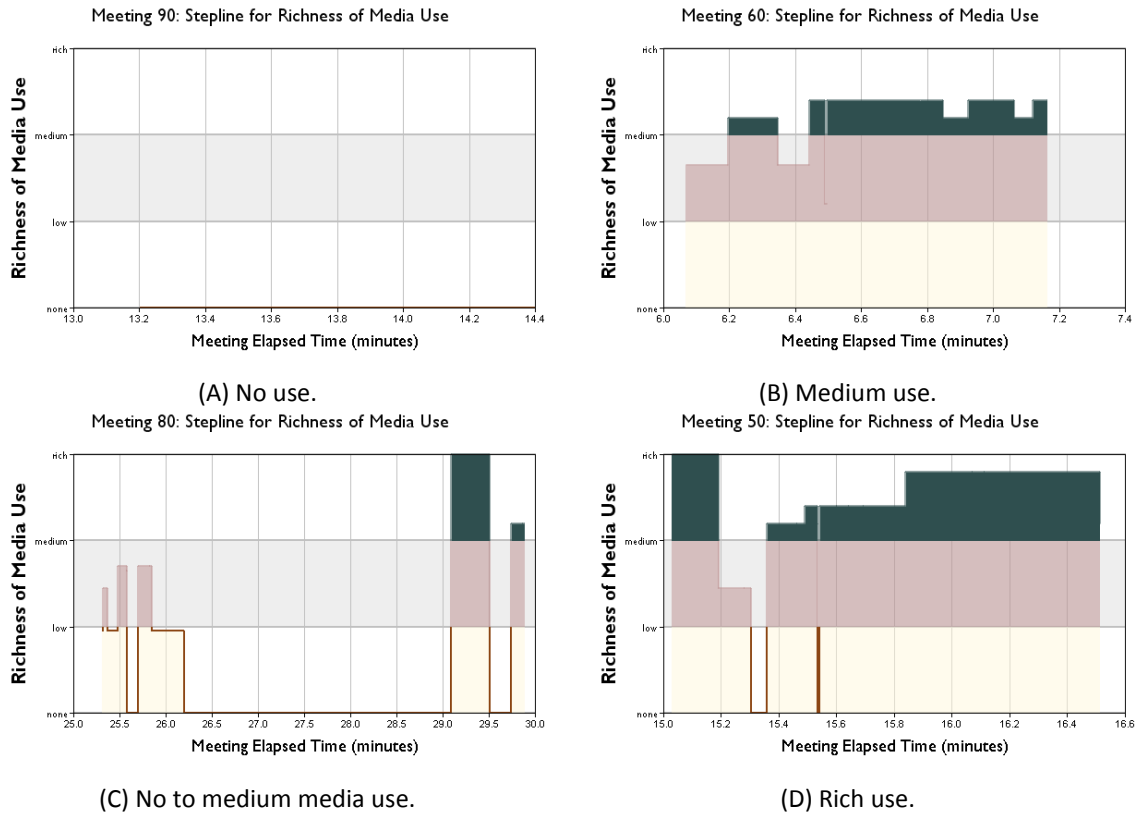 Meeting 90: Stepline for Richness of Media Use
Richness of Media Use
rich
medium
low
none
13.0 13.2 13.4 13.6 13.8 14.0 14.2 14.4
Meeting Elapsed Time (minutes)
(A) No use.
Meeting 60: Stepline for Richness of Media Use
Richness of Media Use
rich
medium
low
none
6.0 6.2 6.4 6.6 6.8 7.0 7.2 7.4
Meeting Elapsed Time (minutes)
(B) Medium use.
Meeting 80: Stepline for Richness of Media Use
Richness of Media Use
rich
medium
low
none
25.0 25.5 26.0 26.5 27.0 27.5 28.0 28.5 29.0 29.5 30.0
Meeting Elapsed Time (minutes)
(C) No to medium media use.
Meeting 50: Stepline for Richness of Media Use
Richness of Media Use
rich
medium
low
none
15.0 15.2 15.4 15.6 15.8 16.0 16.2 16.4 16.6
Meeting Elapsed Time (minutes)
(D) Rich use.